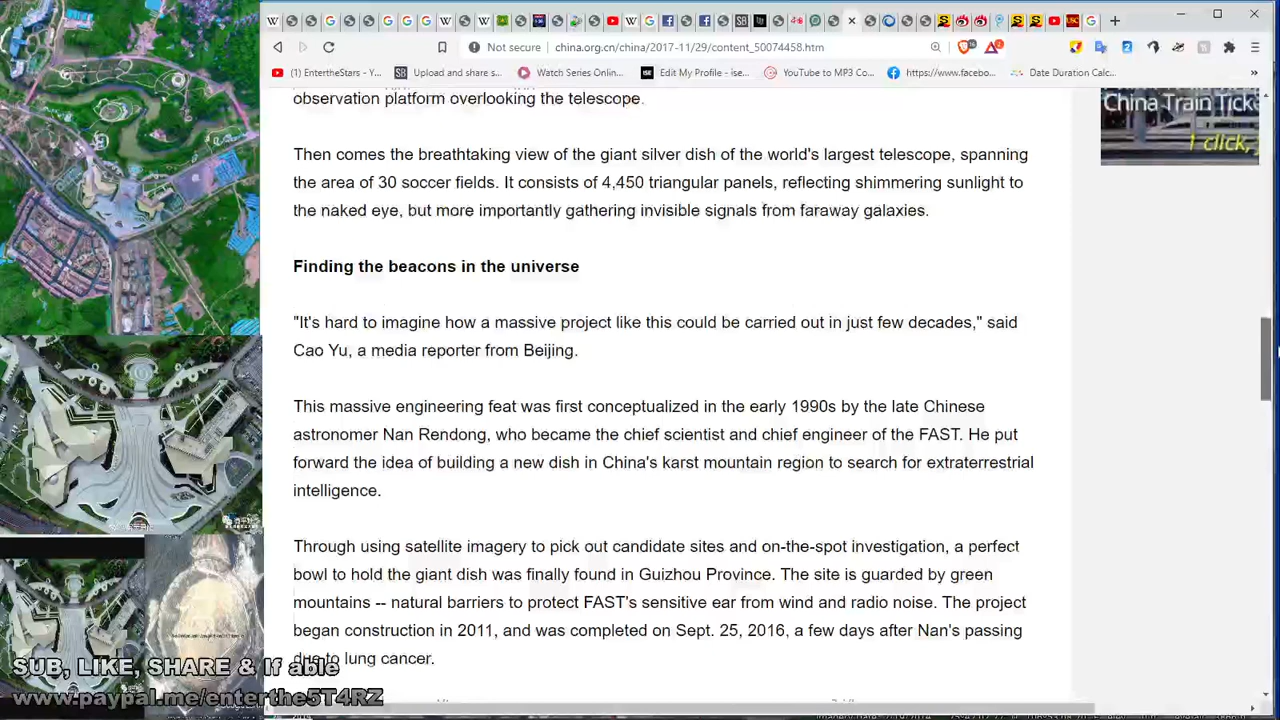 Not secure
china.org.cn/china/2017-11/29/content_50074458.htm
(1) EntertheStars - Y...
Upload and share s...
Watch Series Onlin...
Edit My Profile - ise...
YouTube to MP3 Co...
https://www.facebo...
Date Duration Calc...
observation platform overlooking the telescope.
China Train Ticke
1 click,
Then comes the breathtaking view of the giant silver dish of the world's largest telescope, spanning
the area of 30 soccer fields. It consists of 4,450 triangular panels, reflecting shimmering sunlight to
the naked eye, but more importantly gathering invisible signals from faraway galaxies.
Finding the beacons in the universe
"It's hard to imagine how a massive project like this could be carried out in just few decades," said
Cao Yu, a media reporter from Beijing.
This massive engineering feat was first conceptualized in the early 1990s by the late Chinese
astronomer Nan Rendong, who became the chief scientist and chief engineer of the FAST. He put
forward the idea of building a new dish in China's karst mountain region to search for extraterrestrial
intelligence.
Through using satellite imagery to pick out candidate sites and on-the-spot investigation, a perfect
bowl to hold the giant dish was finally found in Guizhou Province. The site is guarded by green
mountains -- natural barriers to protect FAST's sensitive ear from wind and radio noise. The project
began construction in 2011, and was completed on Sept. 25, 2016, a few days after Nan's passing
due to lung cancer.
SUB, LIKE, SHARE & If able
www.paypal.me/enterthe5T4RZ